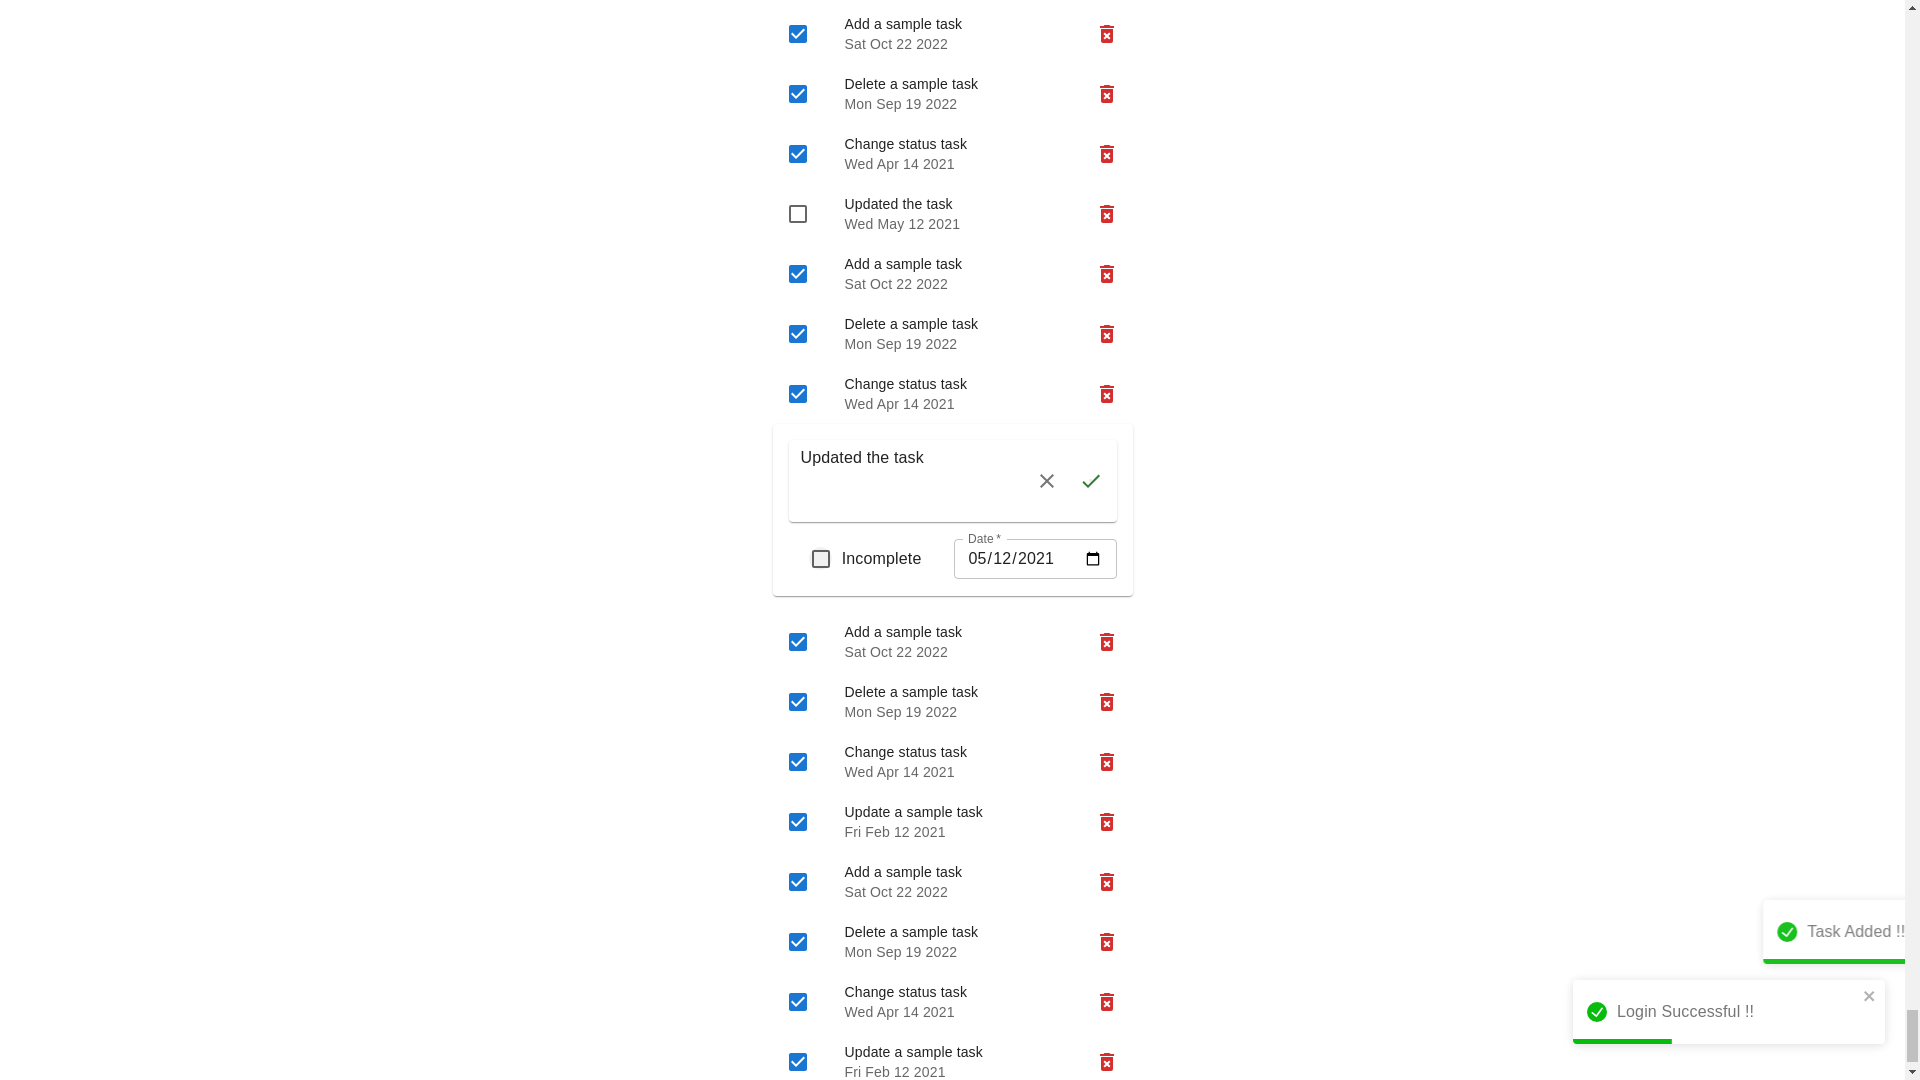 Add a sample task
Sat Oct 22 2022
Delete a sample task
Mon Sep 19 2022
Change status task
Wed Apr 14 2021
Updated the task
Wed May 12 2021
Add a sample task
Sat Oct 22 2022
Delete a sample task
Mon Sep 19 2022
Change status task
Wed Apr 14 2021
Updated the task
Incomplete
Date *
05/12/2021
Add a sample task
Sat Oct 22 2022
Delete a sample task
Mon Sep 19 2022
Change status task
Wed Apr 14 2021
Update a sample task
Fri Feb 12 2021
Add a sample task
Sat Oct 22 2022
Delete a sample task
Mon Sep 19 2022
Change status task
Wed Apr 14 2021
Update a sample task
Fri Feb 12 2021
Task Added !!
Login Successful !!